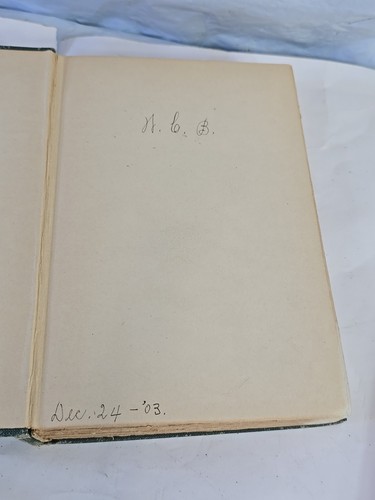 H. C. B.
Dec. 24 - '03.